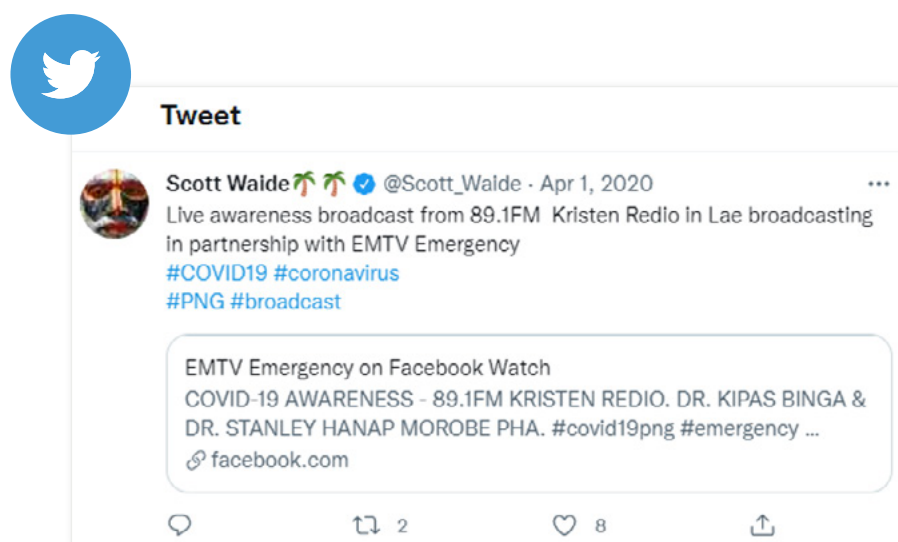 Tweet
Scott Waide🌴🌴 @Scott_Waide · Apr 1, 2020
Live awareness broadcast from 89.1FM Kristen Redio in Lae broadcasting
in partnership with EMTV Emergency
#COVID19 #coronavirus
#PNG #broadcast
EMTV Emergency on Facebook Watch
COVID-19 AWARENESS - 89.1FM KRISTEN REDIO. DR. KIPAS BINGA &
DR. STANLEY HANAP MOROBE PHA. #covid19png #emergency ...
facebook.com
2 8